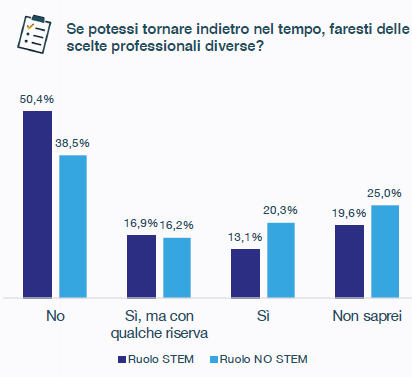 Se potessi tornare indietro nel tempo, faresti delle
scelte professionali diverse?
50,4%
38,5%
16,9%
16,2%
13,1%
20,3%
19,6%
25,0%
No
Sì, ma con
qualche riserva
Sì
Non saprei
Ruolo STEM
Ruolo NO STEM